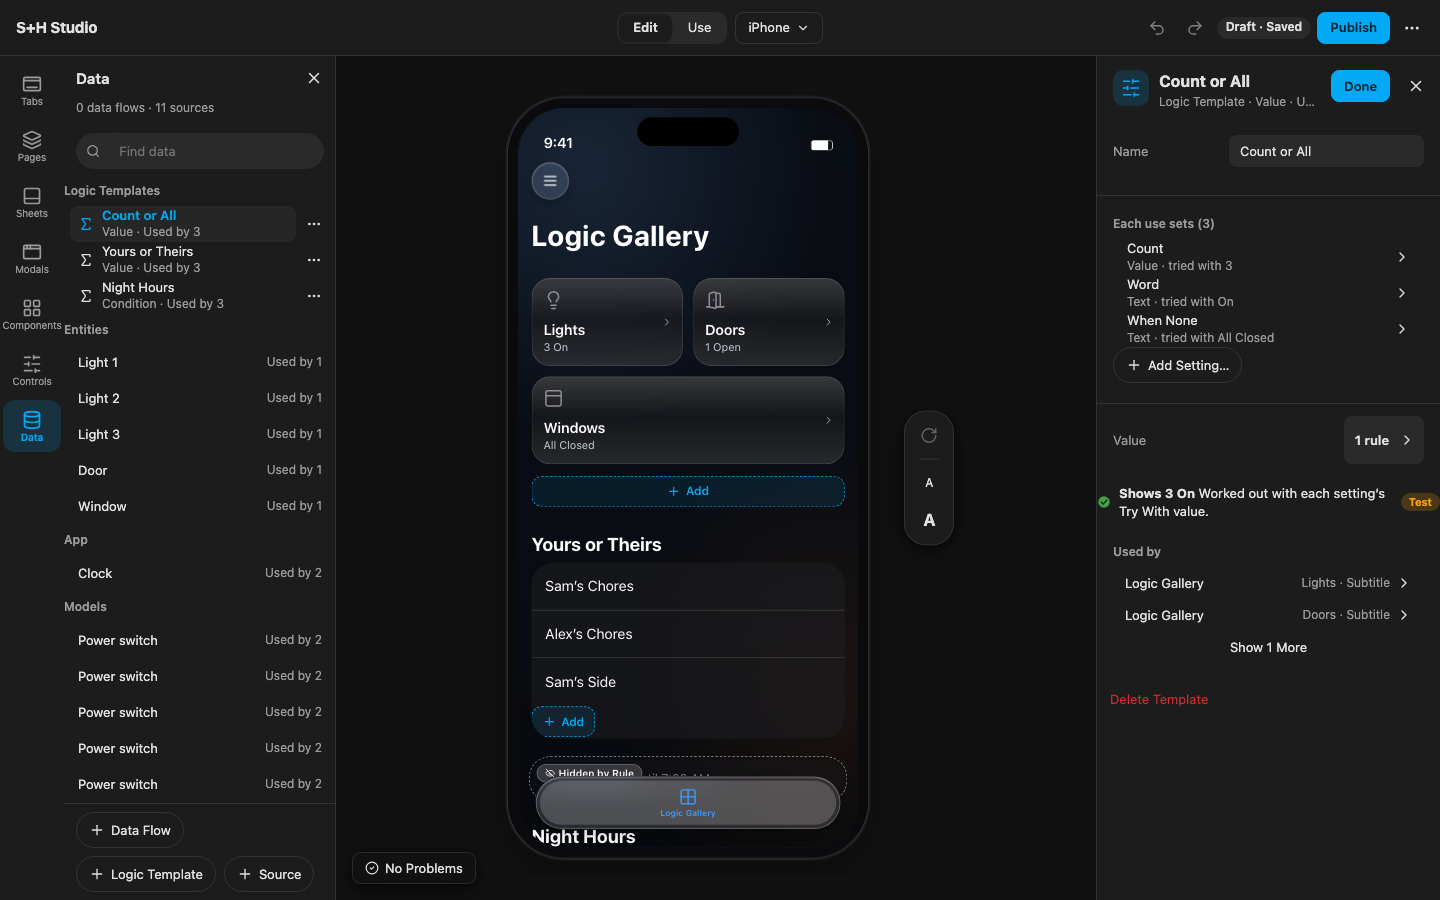 S+H Studio
Edit
Use
iPhone
Draft · Saved
Publish
Tabs
Pages
Sheets
Modals
Components
Controls
Data
Data
0 data flows · 11 sources
Find data
Logic Templates
Count or All
Value · Used by 3
Yours or Theirs
Value · Used by 3
Night Hours
Condition · Used by 3
Entities
Light 1 Used by 1
Light 2 Used by 1
Light 3 Used by 1
Door Used by 1
Window Used by 1
App
Clock Used by 2
Models
Power switch Used by 2
Power switch Used by 2
Power switch Used by 2
Power switch Used by 2
Power switch Used by 2
+ Data Flow
+ Logic Template
+ Source
9:41
Logic Gallery
Lights
3 On
Doors
1 Open
Windows
All Closed
+ Add
Yours or Theirs
Sam's Chores
Alex's Chores
Sam's Side
+ Add
Hidden by Rule
Logic Gallery
Night Hours
No Problems
A
A
Count or All
Logic Template · Value · U...
Done
Name
Count or All
Each use sets (3)
Count
Value · tried with 3
Word
Text · tried with On
When None
Text · tried with All Closed
+ Add Setting...
Value
1 rule
Shows 3 On Worked out with each setting's
Try With value.
Test
Used by
Logic Gallery Lights · Subtitle
Logic Gallery Doors · Subtitle
Show 1 More
Delete Template